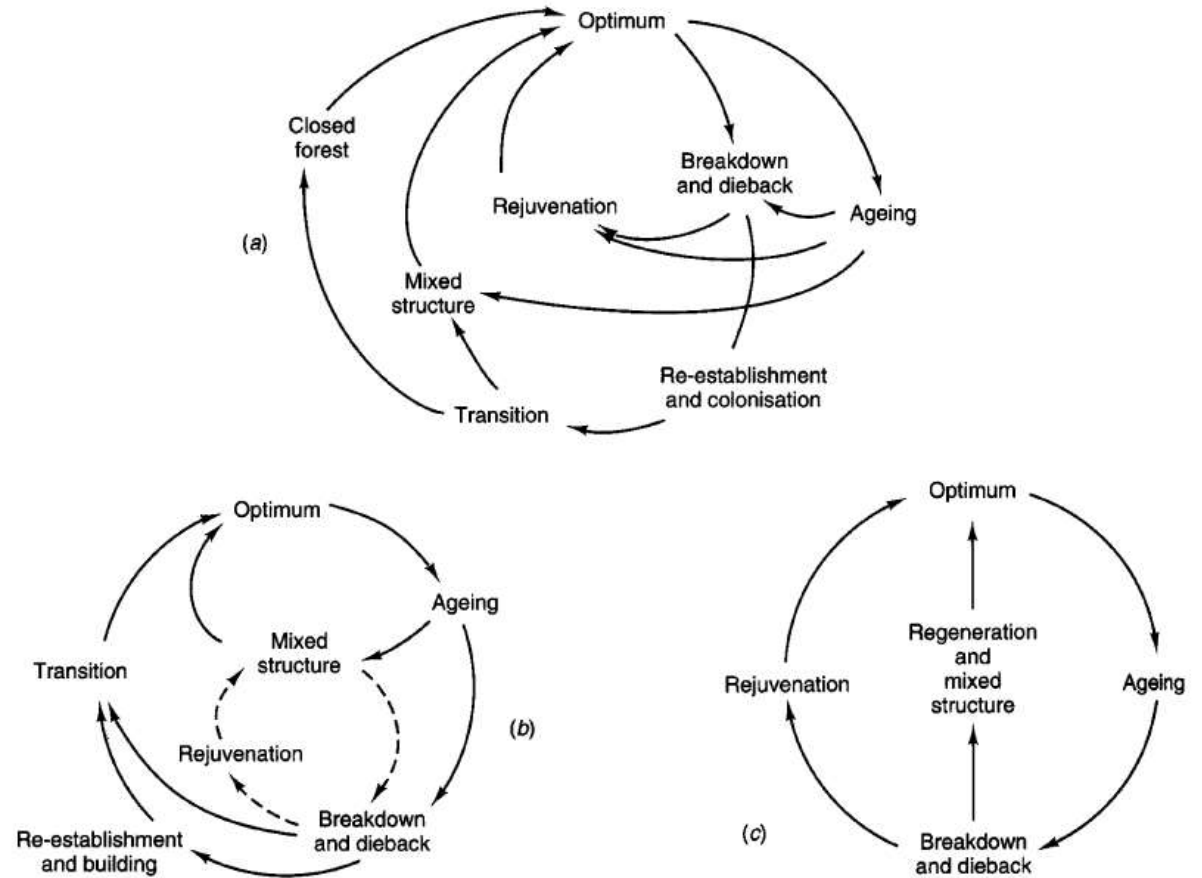 Optimum
Closed
forest
Breakdown
and dieback
Rejuvenation
Ageing
(a)
Mixed
structure
Re-establishment
and colonisation
Transition
Optimum
Ageing
Mixed
structure
Transition
(b)
Rejuvenation
Breakdown
and dieback
Re-establishment
and building
Optimum
Regeneration
and
mixed
structure
Rejuvenation
Ageing
(c)
Breakdown
and dieback